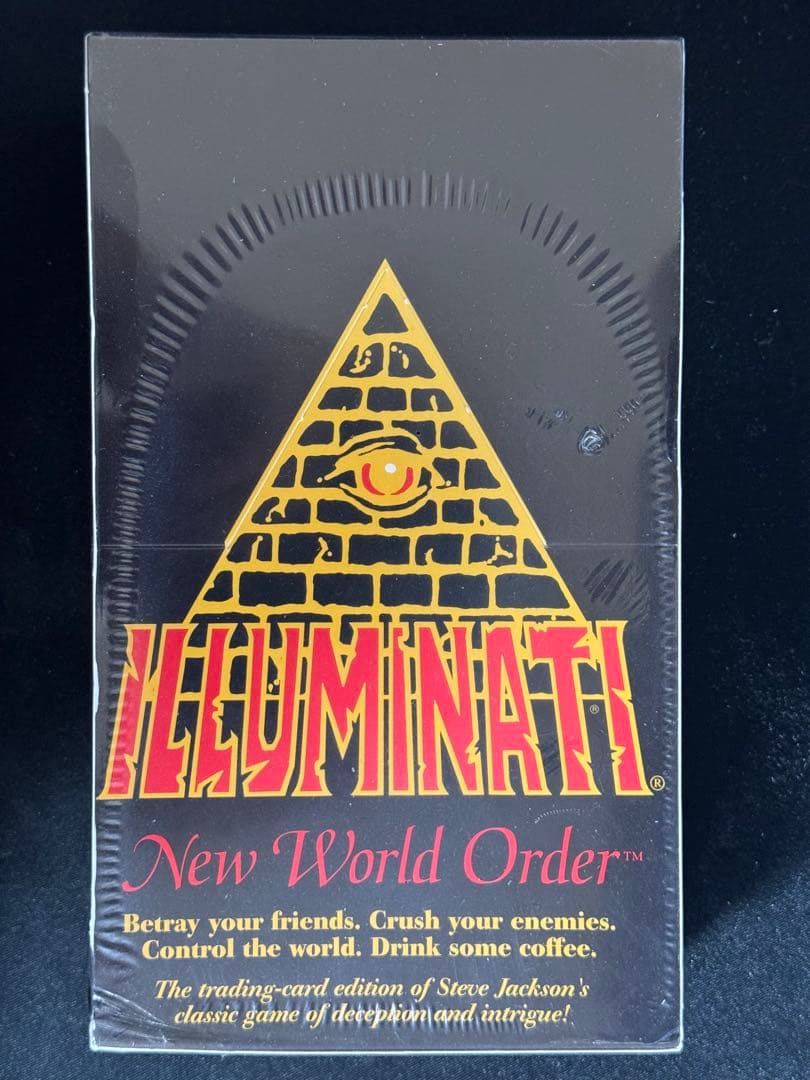 ILLUMINATI®
New World Order™
Betray your friends. Crush your enemies.
Control the world. Drink some coffee.
The trading-card edition of Steve Jackson's
classic game of deception and intrigue!